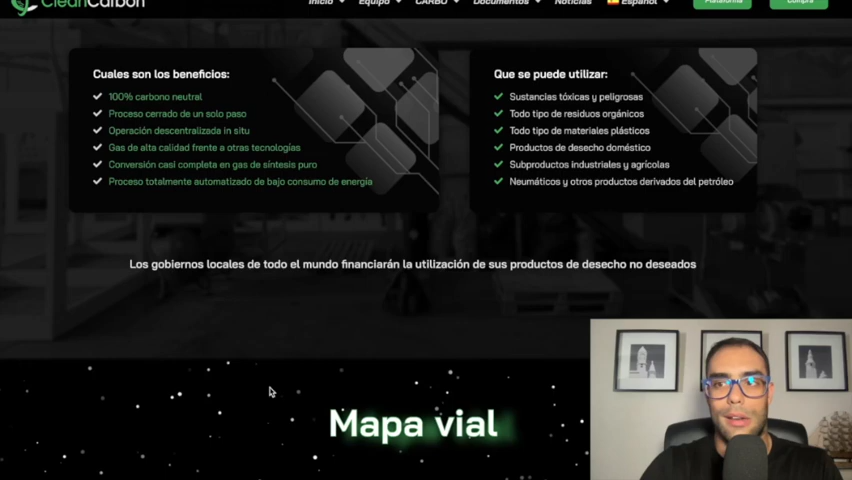 CleanCarbon
Inicio Equipo CARBO Documentos Noticias Español Plataforma Compra
Cuales son los beneficios:
100% carbono neutral
Proceso cerrado de un solo paso
Operación descentralizada in situ
Gas de alta calidad frente a otras tecnologías
Conversión casi completa en gas de síntesis puro
Proceso totalmente automatizado de bajo consumo de energía
Que se puede utilizar:
Sustancias tóxicas y peligrosas
Todo tipo de residuos orgánicos
Todo tipo de materiales plásticos
Productos de desecho doméstico
Subproductos industriales y agrícolas
Neumáticos y otros productos derivados del petróleo
Los gobiernos locales de todo el mundo financiarán la utilización de sus productos de desecho no deseados
Mapa vial